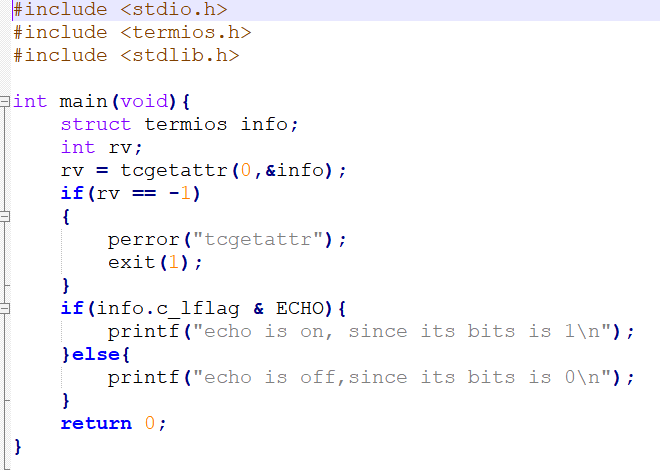 #include <stdio.h>
#include <termios.h>
#include <stdlib.h>

int main(void){
    struct termios info;
    int rv;
    rv = tcgetattr(0,&info);
    if(rv == -1)
    {
        perror("tcgetattr");
        exit(1);
    }
    if(info.c_lflag & ECHO){
        printf("echo is on, since its bits is 1\n");
    }else{
        printf("echo is off,since its bits is 0\n");
    }
    return 0;
}